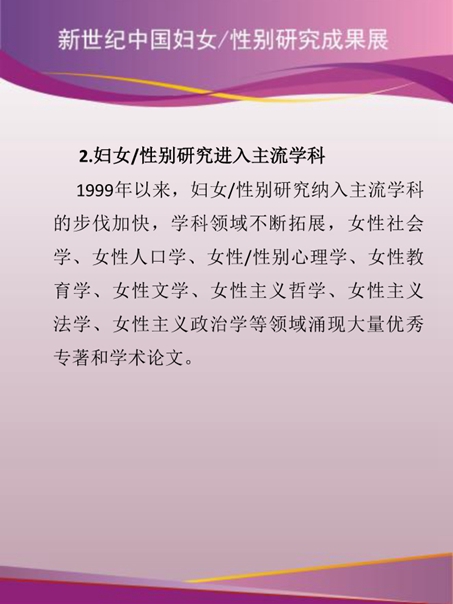 新世纪中国妇女/性别研究成果展
2.妇女/性别研究进入主流学科
1999年以来，妇女/性别研究纳入主流学科
的步伐加快，学科领域不断拓展，女性社会
学、女性人口学、女性/性别心理学、女性教
育学、女性文学、女性主义哲学、女性主义
法学、女性主义政治学等领域涌现大量优秀
专著和学术论文。